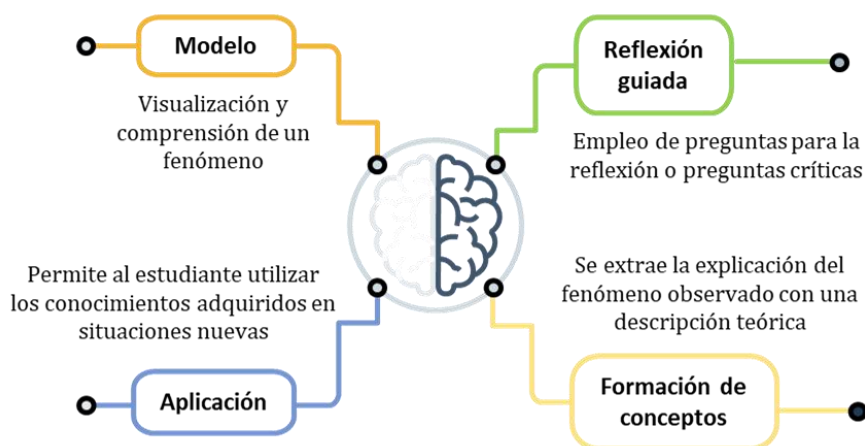 Modelo
Visualización y
comprensión de un
fenómeno
Reflexión
guiada
Empleo de preguntas para la
reflexión o preguntas críticas
Permite al estudiante utilizar
los conocimientos adquiridos en
situaciones nuevas
Aplicación
Se extrae la explicación del
fenómeno observado con una
descripción teórica
Formación de
conceptos